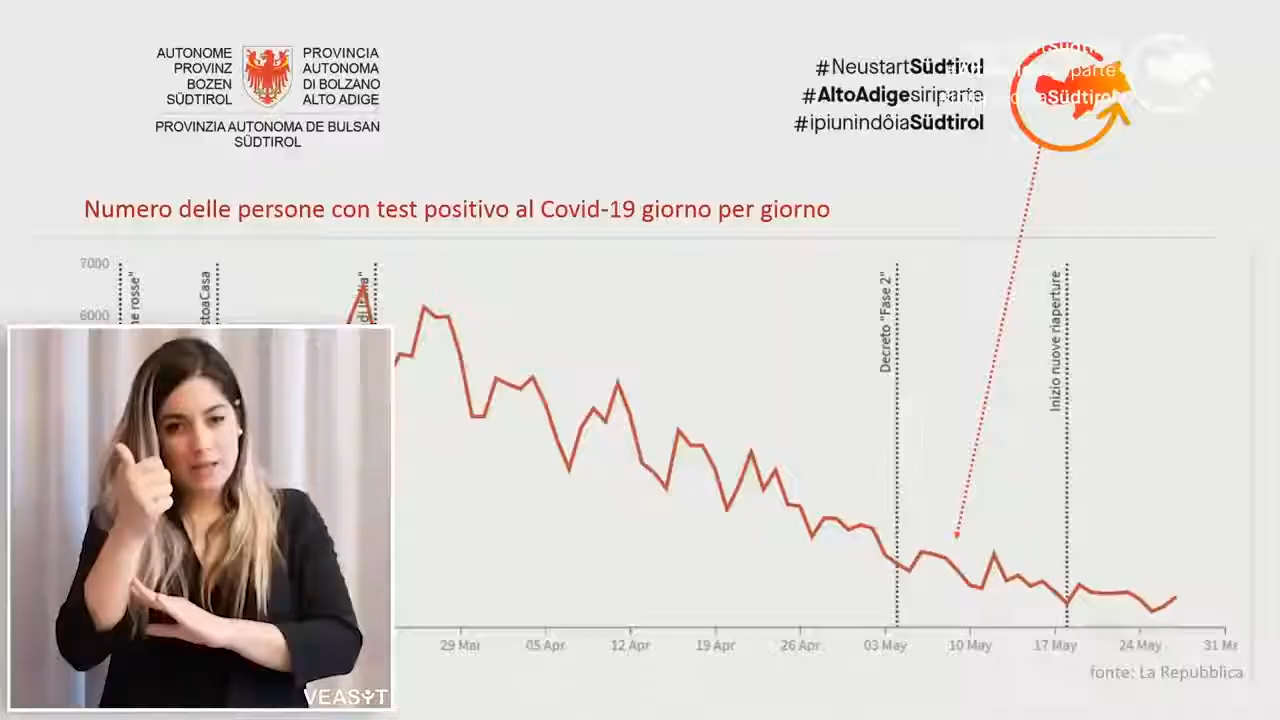 AUTONOME
PROVINZ
BOZEN
SÜDTIROL
PROVINCIA
AUTONOMA
DI BOLZANO
ALTO ADIGE
PROVINZIA AUTONOMA DE BULSAN
SÜDTIROL
#NeustartSüdtirol
#AltoAdigesiriparte
#ipiunindôiaSüdtirol
Numero delle persone con test positivo al Covid-19 giorno per giorno
7000
6000
rosse"
Decreto "Fase 2"
Inizio nuove riaperture
29 Mar
05 Apr
12 Apr
19 Apr
26 Apr
03 May
10 May
17 May
24 May
31
fonte: La Repubblica
VEASYT